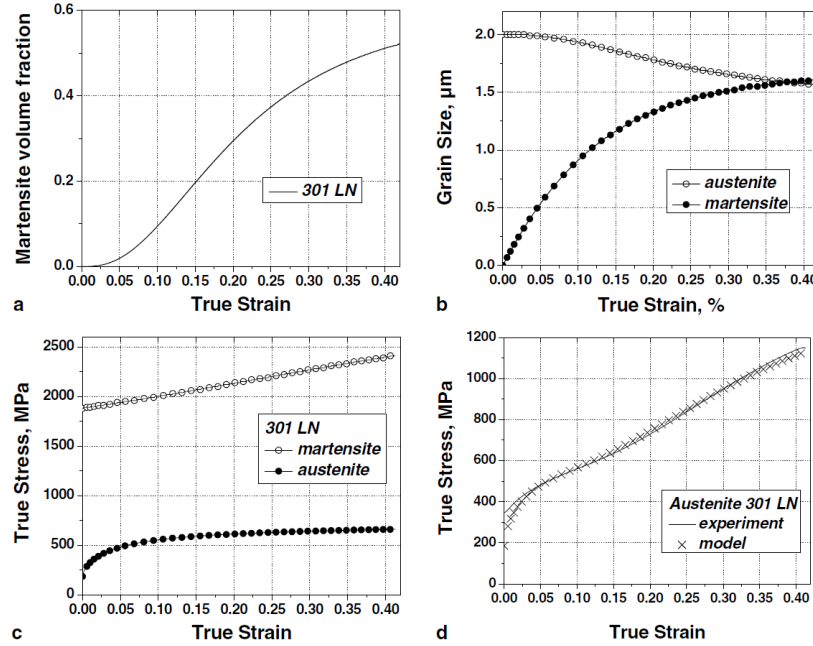 0.6
0.4
0.2
0.0
Martensite volume fraction
301 LN
0.00 0.05 0.10 0.15 0.20 0.25 0.30 0.35 0.40
True Strain
a
2.0
1.5
1.0
0.5
0.0
Grain Size, μm
austenite
martensite
0.00 0.05 0.10 0.15 0.20 0.25 0.30 0.35 0.40
True Strain, %
b
2500
2000
1500
1000
500
0
True Stress, MPa
301 LN
martensite
austenite
0.00 0.05 0.10 0.15 0.20 0.25 0.30 0.35 0.40
True Strain
c
1200
1000
800
600
400
200
0
True Stress, MPa
Austenite 301 LN
experiment
model
0.00 0.05 0.10 0.15 0.20 0.25 0.30 0.35 0.40
True Strain
d